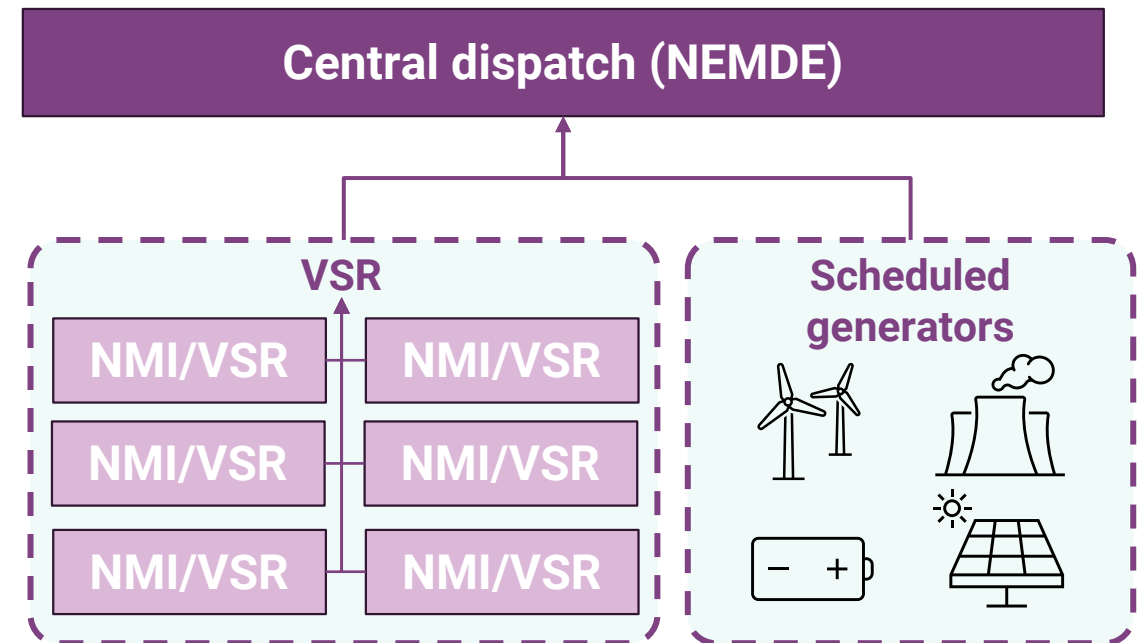 Central dispatch (NEMDE)
VSR
NMI/VSR NMI/VSR
NMI/VSR NMI/VSR
NMI/VSR NMI/VSR
Scheduled
generators